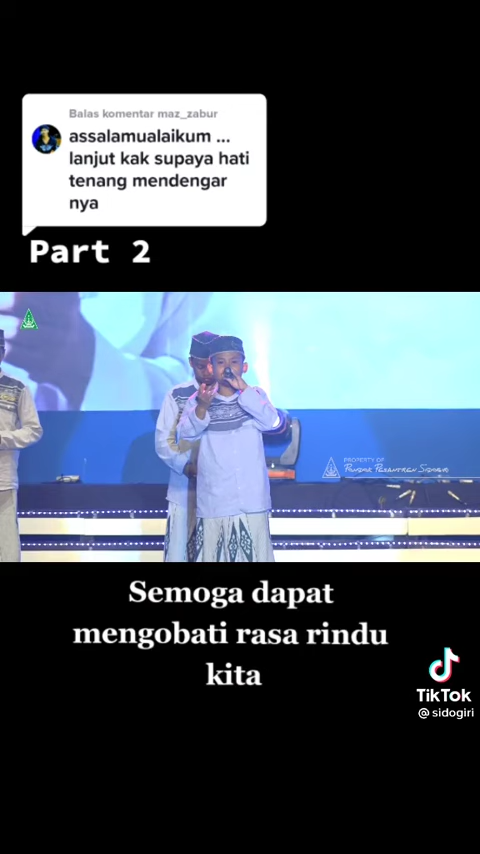 Balas komentar maz_zabur
assalamualaikum ...
lanjut kak supaya hati
tenang mendengar
nya
Part 2
PROPERTY OF
PONDOK PESANTREN SIDOGIRI
Semoga dapat
mengobati rasa rindu
kita
TikTok
@sidogiri